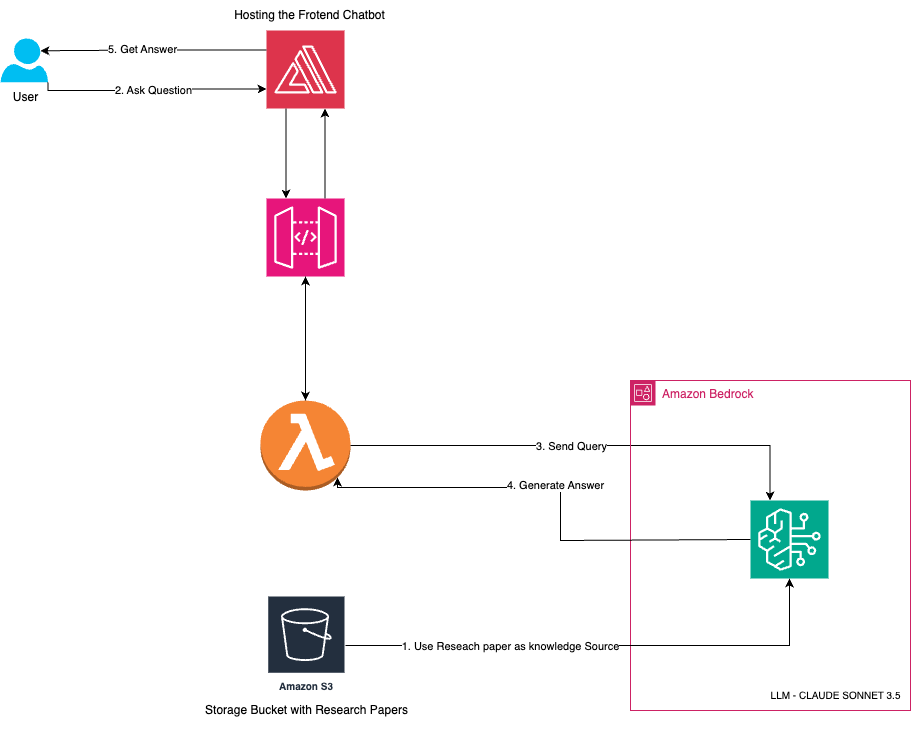 Hosting the Frotend Chatbot
5. Get Answer
2. Ask Question
User
</>
Amazon Bedrock
3. Send Query
4. Generate Answer
1. Use Reseach paper as knowledge Source
Amazon S3
LLM - CLAUDE SONNET 3.5
Storage Bucket with Research Papers